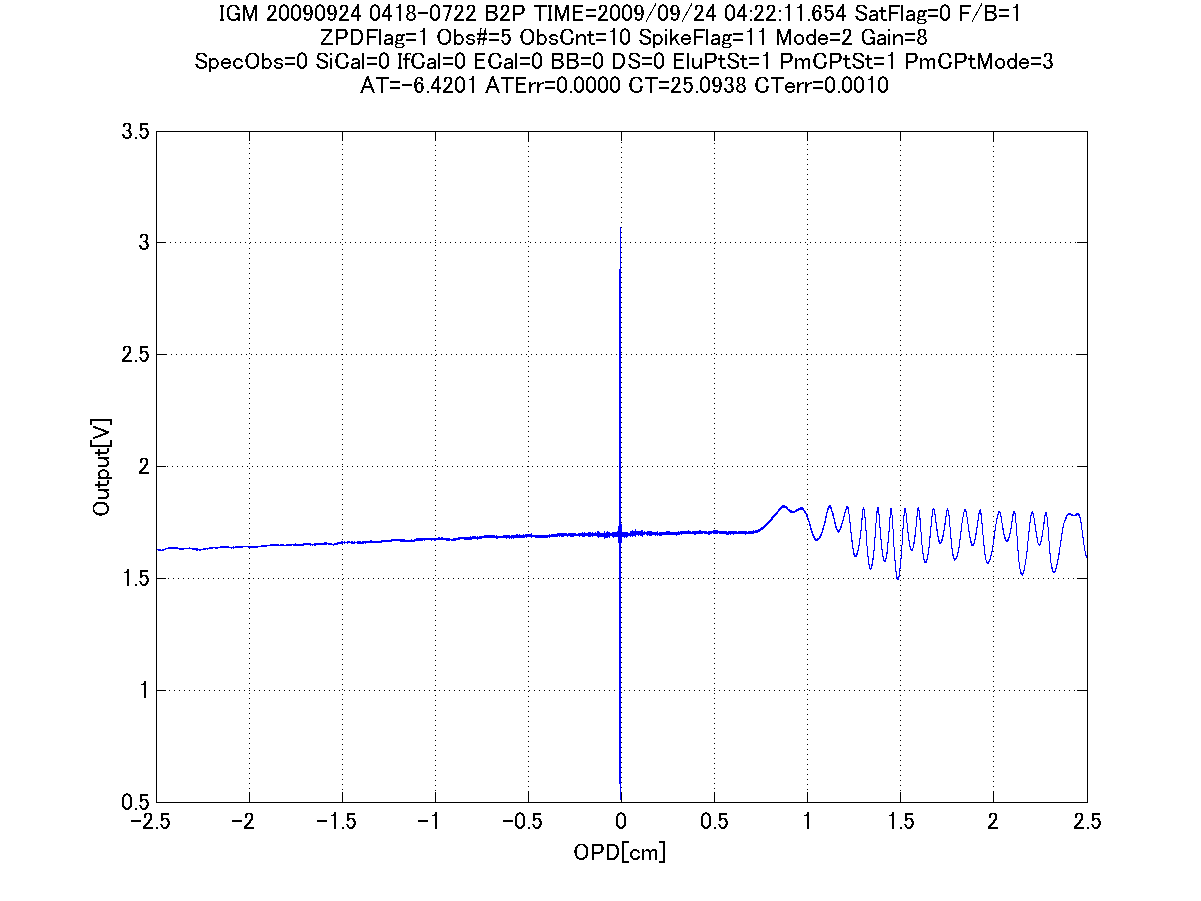 IGM 20090924 0418-0722 B2P TIME=2009/09/24 04:22:11.654 SatFlag=0 F/B=1
ZPDFlag=1 Obs#=5 ObsCnt=10 SpikeFlag=11 Mode=2 Gain=8
SpecObs=0 SiCal=0 IfCal=0 ECal=0 BB=0 DS=0 EluPtSt=1 PmCPtSt=1 PmCPtMode=3
AT=-6.4201 ATErr=0.0000 CT=25.0938 CTerr=0.0010
3.5
3
2.5
2
1.5
1
0.5
Output[V]
-2.5 -2 -1.5 -1 -0.5 0 0.5 1 1.5 2 2.5
OPD[cm]